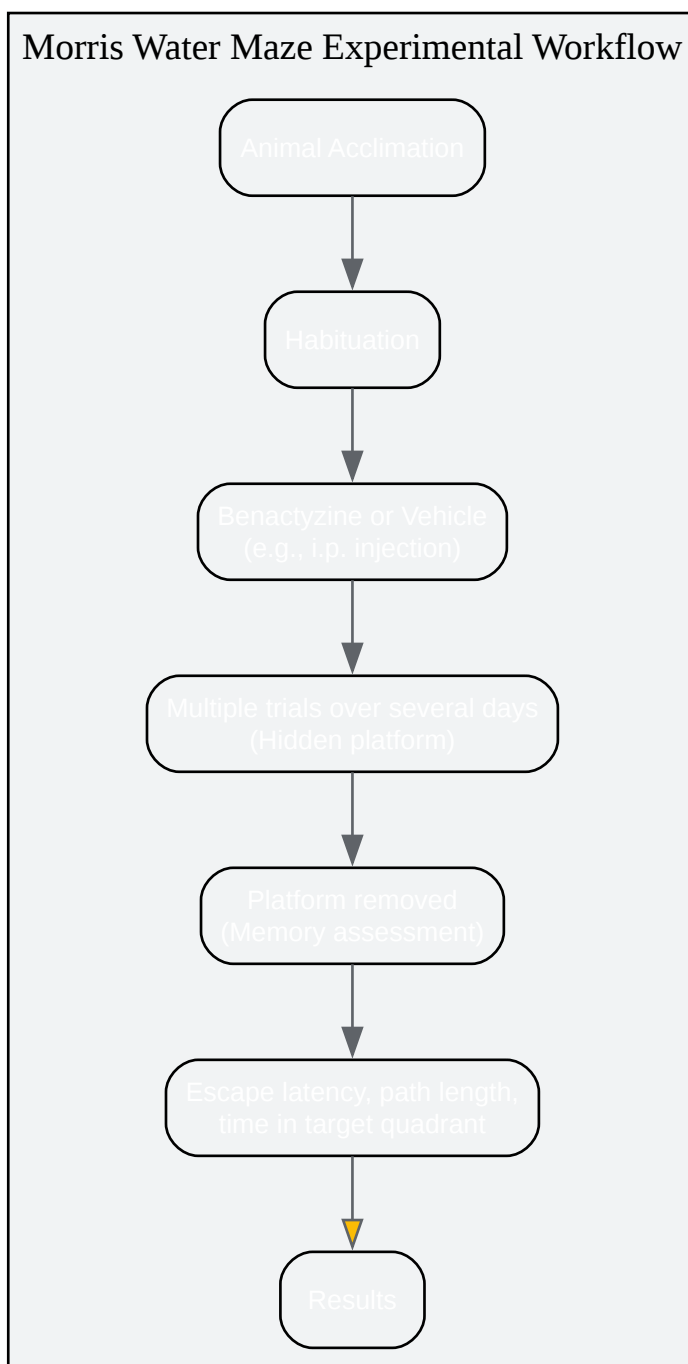 Morris Water Maze Experimental Workflow
Animal Acclimation
Habituation
Benactyzine or Vehicle
(e.g., i.p. injection)
Multiple trials over several days
(Hidden platform)
Platform removed
(Memory assessment)
Escape latency, path length,
time in target quadrant
Results